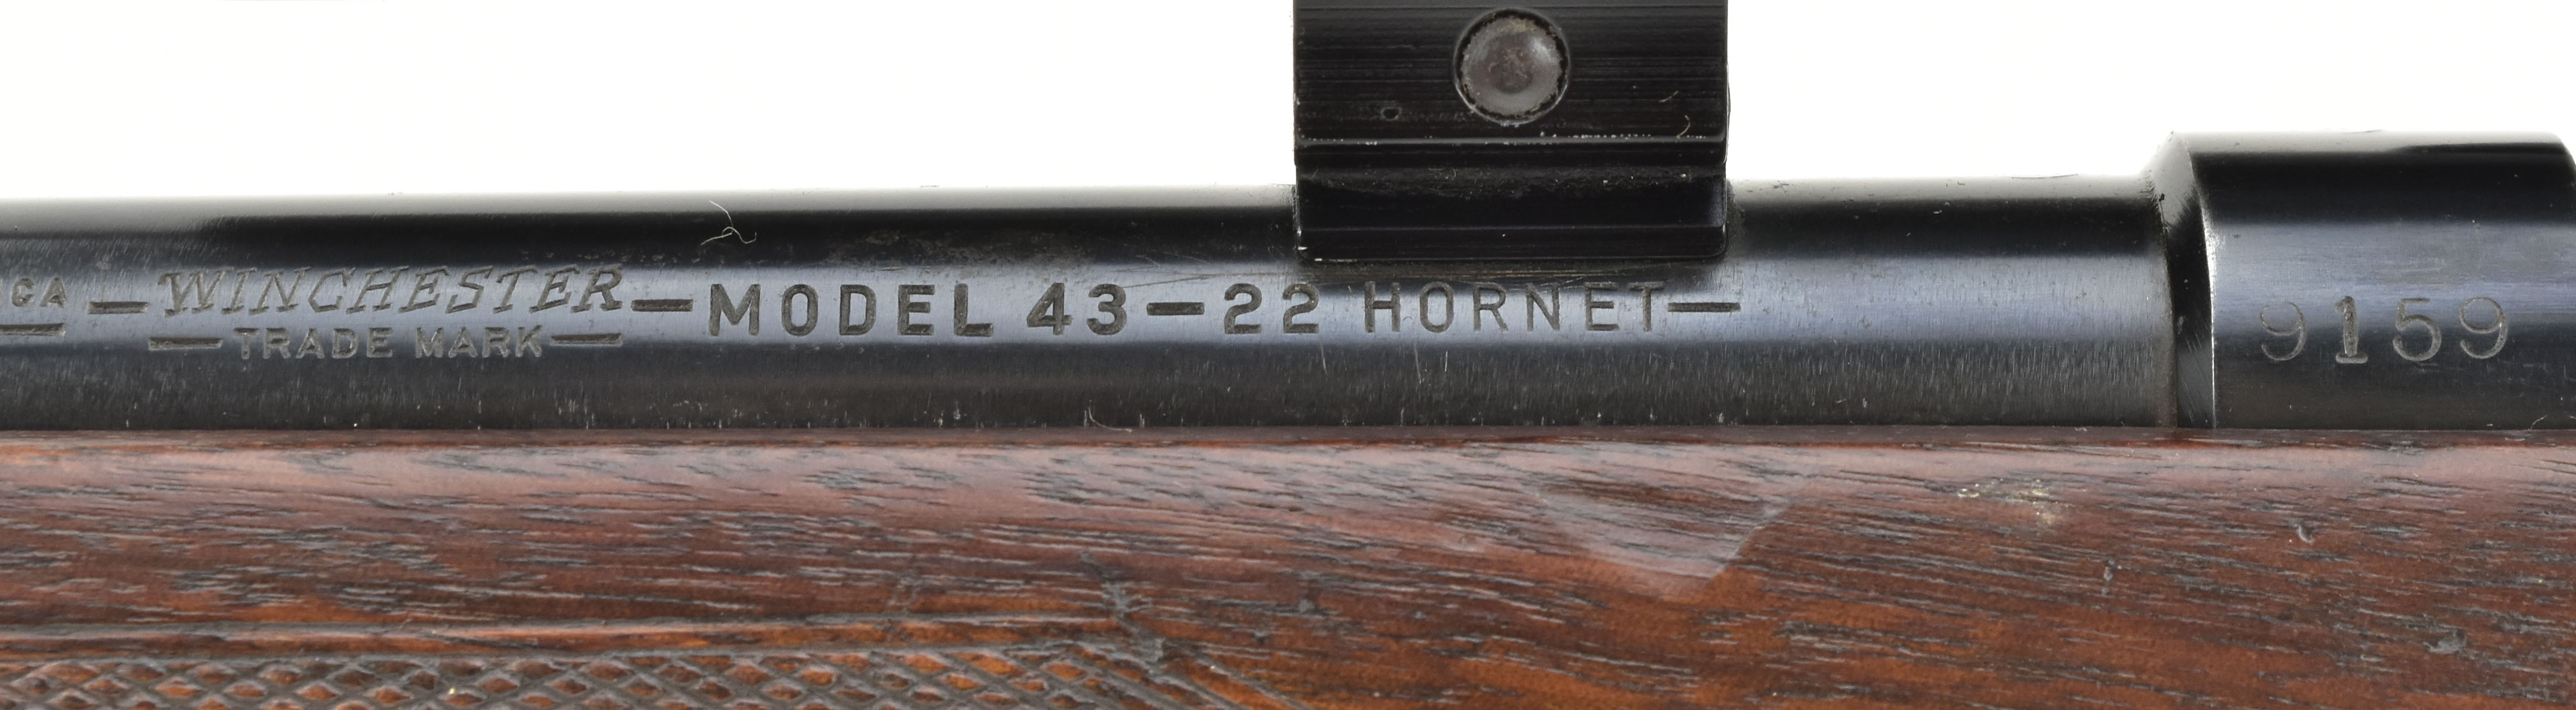 —WINCHESTER—MODEL 43—22 HORNET—
—TRADE MARK—
9159